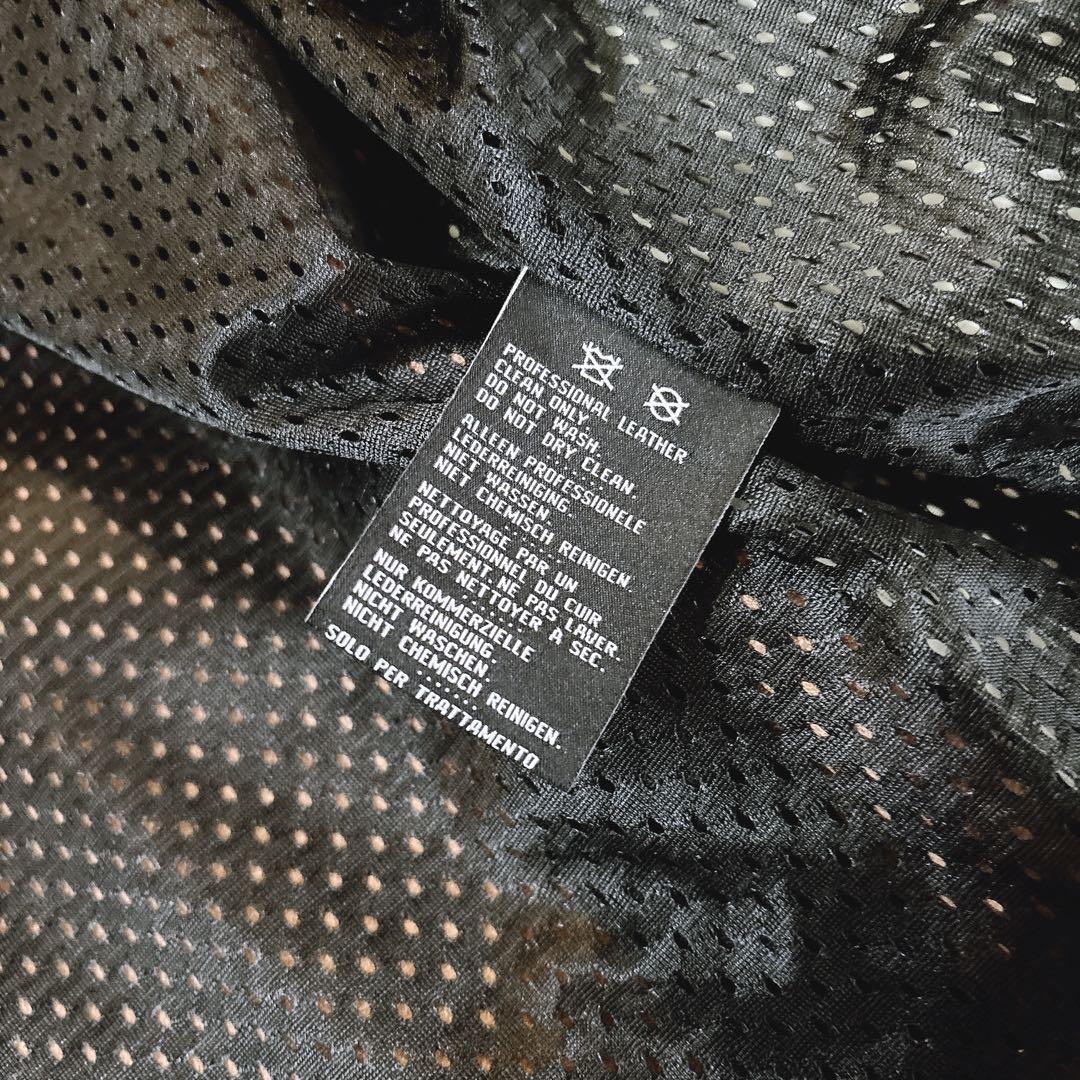 PROFESSIONAL LEATHER
CLEAN ONLY.
DO NOT WASH.
DO NOT DRY CLEAN.
ALLEEN PROFESSIONELE
LEDERREINIGING
NIET WASSEN.
NIET CHEMISCH REINIGEN
NETTOYAGE PAR UN
PROFESSIONNEL DU CUIR
SEULEMENT NE PAS LAVER.
NE PAS NETTOYER À SEC.
NUR KOMMERZIELLE
LEDERREINIGUNG.
NICHT WASCHEN.
NICHT CHEMISCH REINIGEN.
SOLO PER TRATTAMENTO